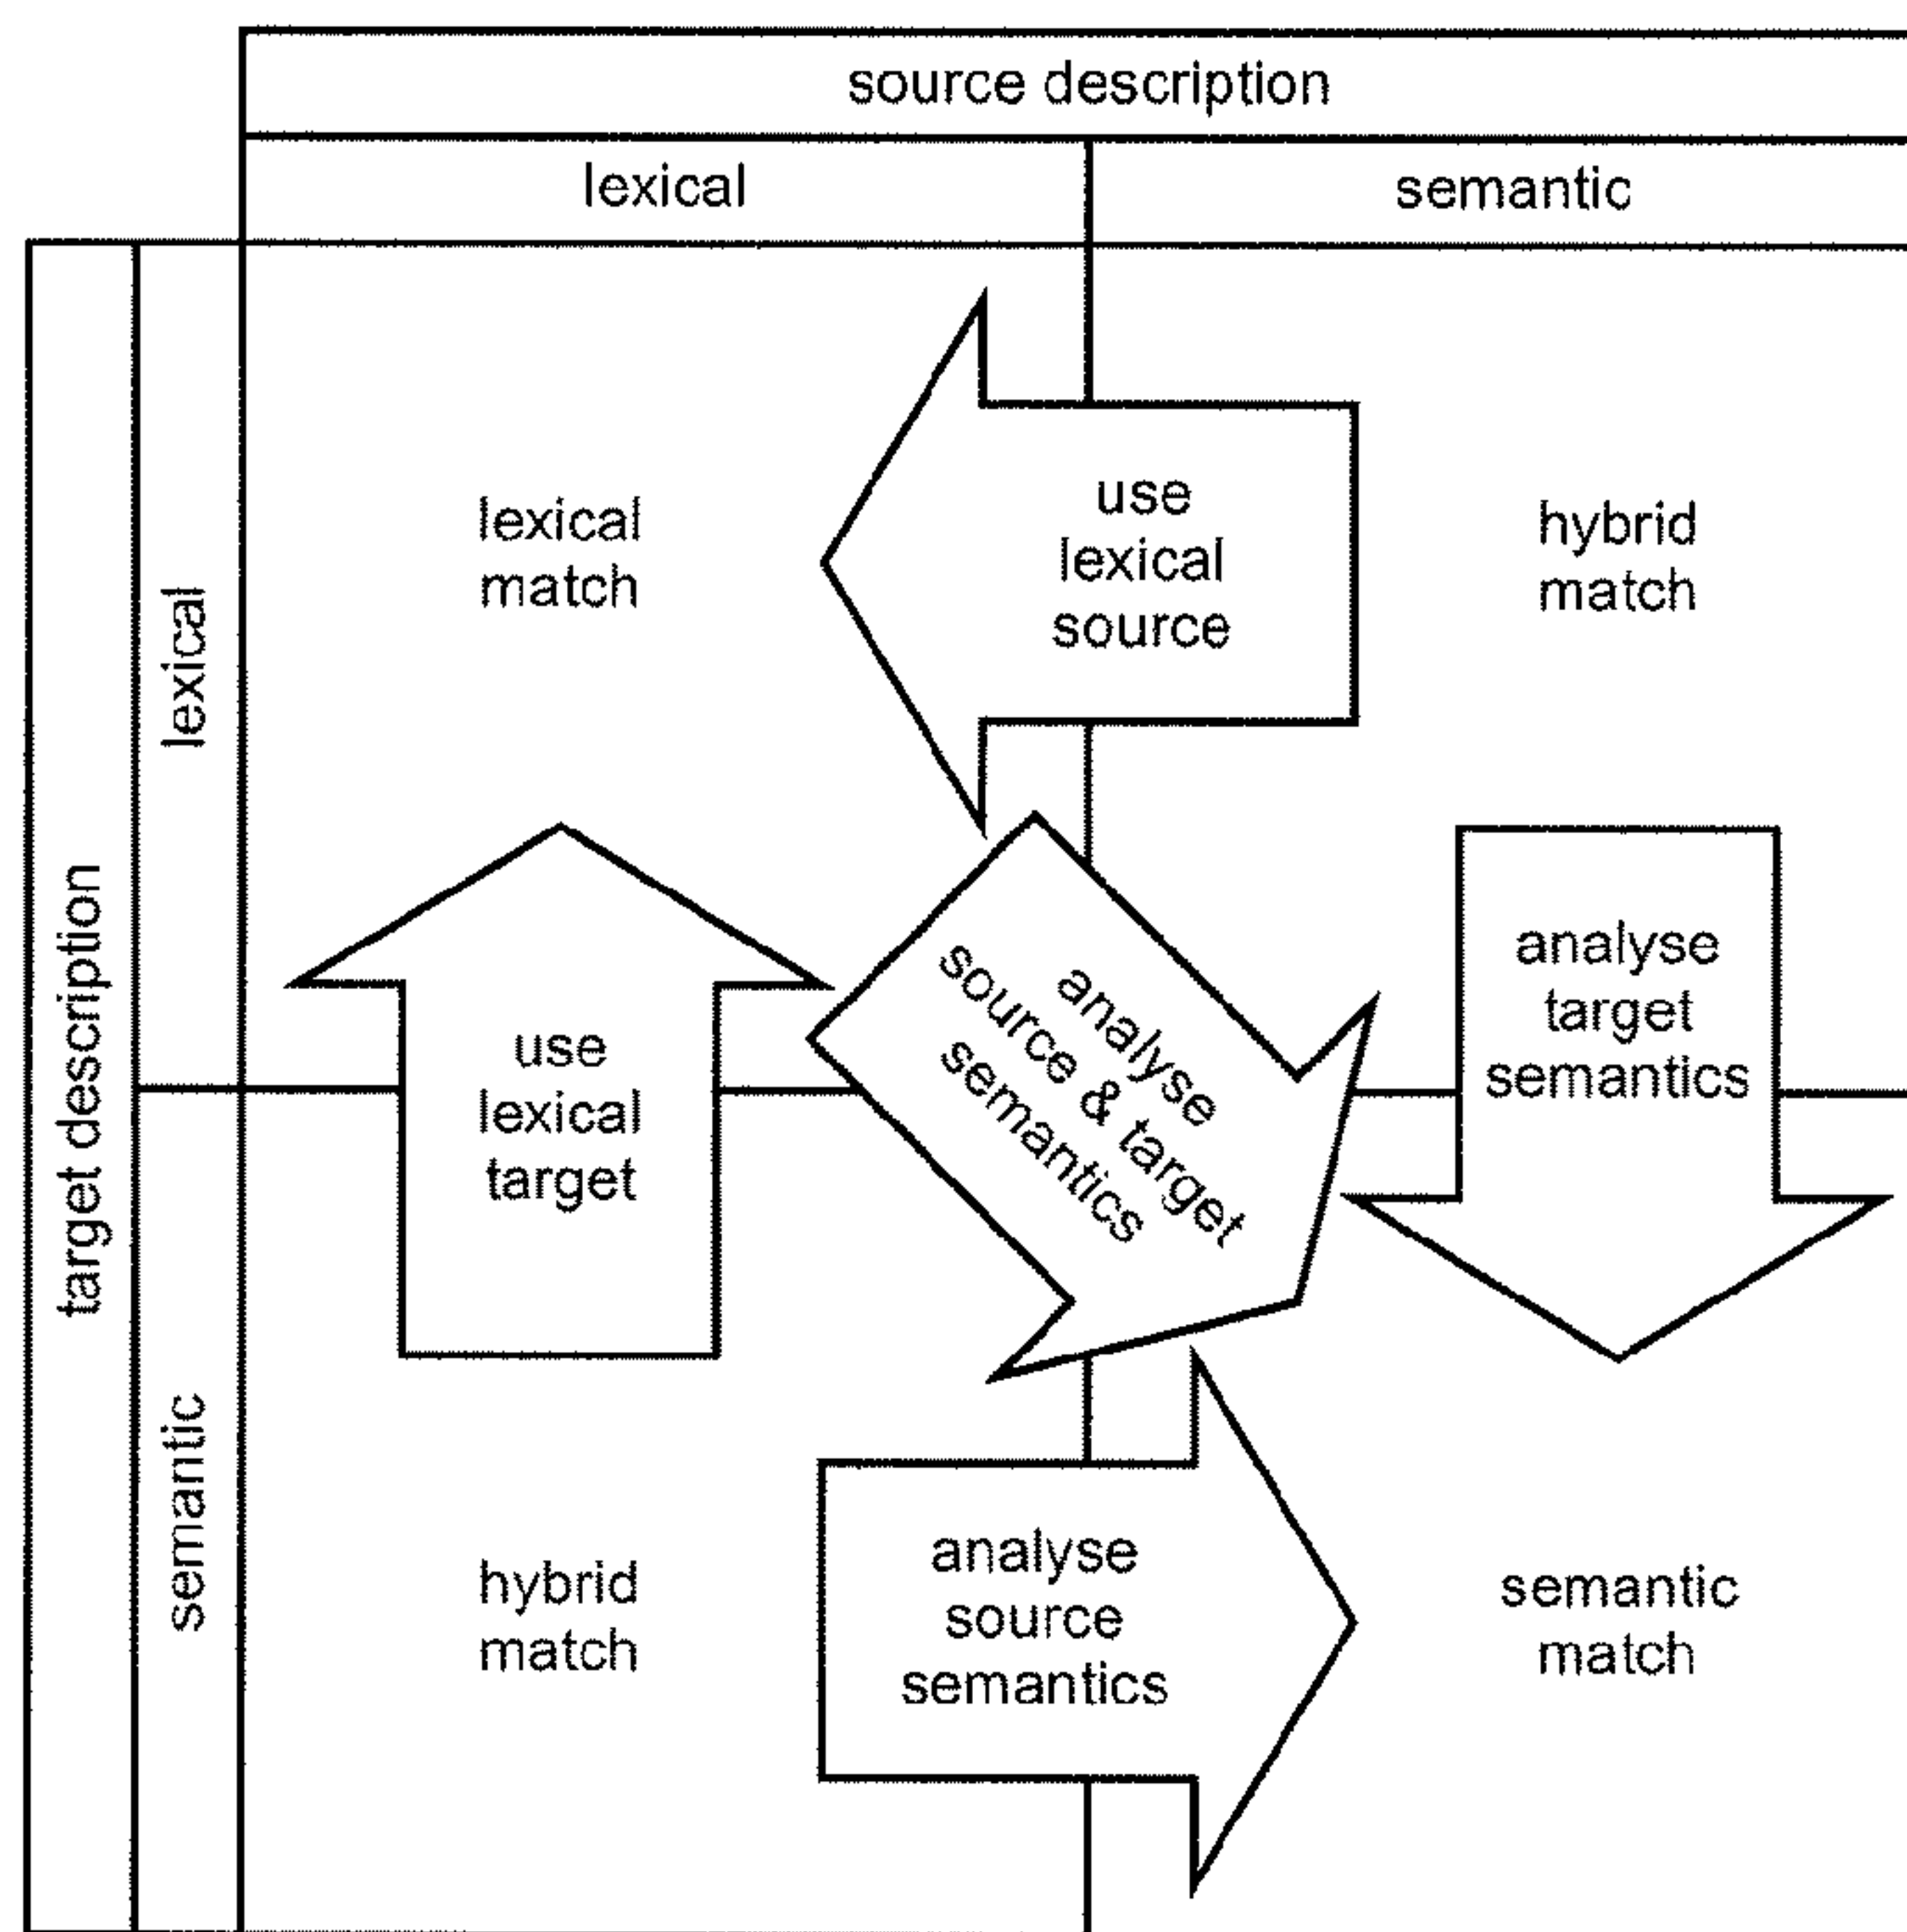 source description
lexical
semantic
target description
lexical
semantic
lexical
match
use
lexical
source
hybrid
match
use
lexical
target
analyse
source & target
semantics
analyse
target
semantics
hybrid
match
analyse
source
semantics
semantic
match